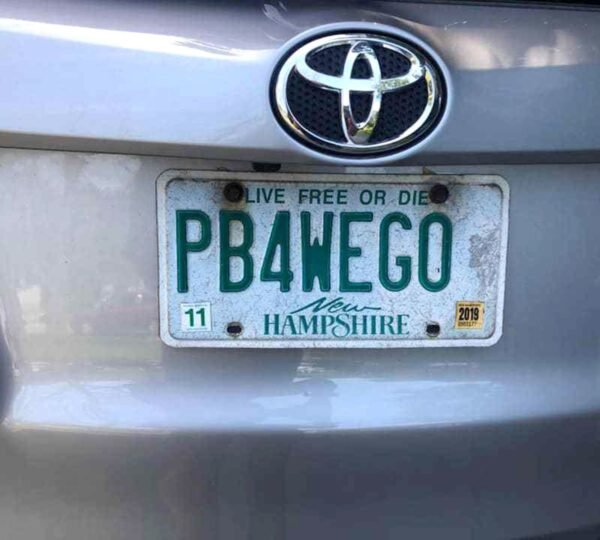 LIVE FREE OR DIE
PB4WEGO
11
New
HAMPSHIRE
2019